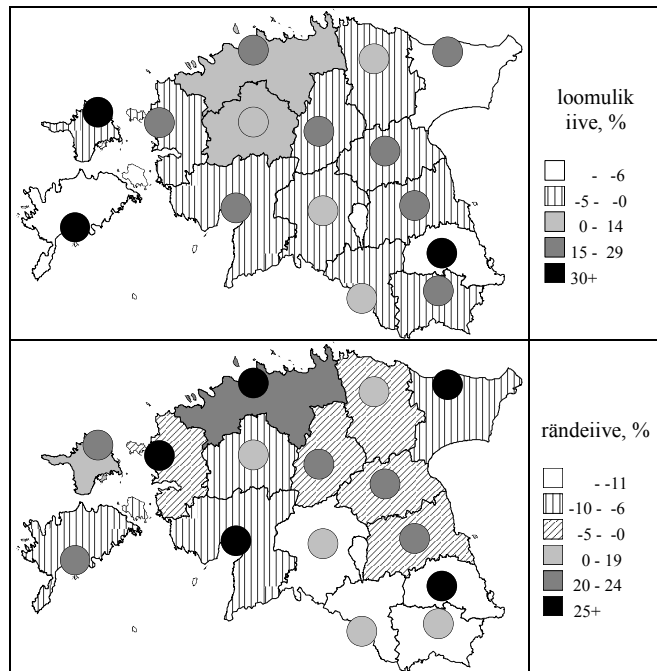 loomulik
iive, %
- -6
-5 - -0
0 - 14
15 - 29
30+
rändeiive, %
- -11
-10 - -6
-5 - -0
0 - 19
20 - 24
25+